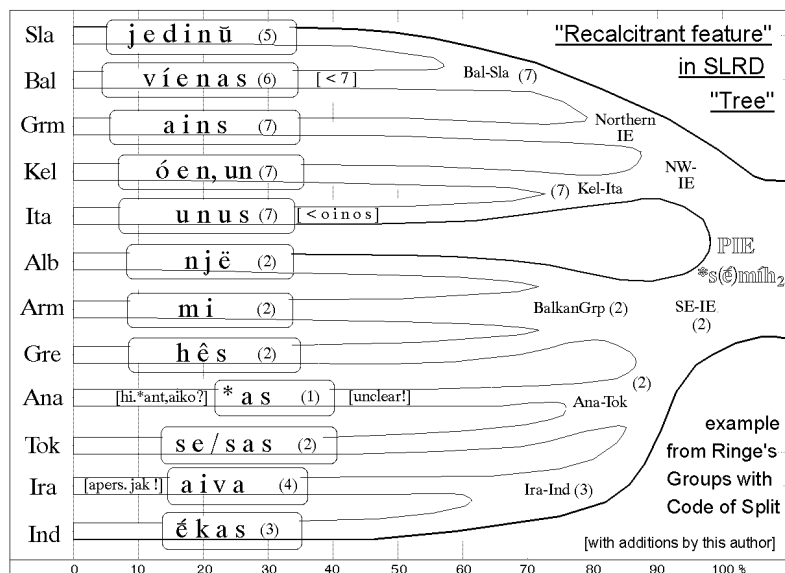 "Recalcitrant feature"
in SLRD
"Tree"
Sla jedinŭ (5)
Bal víenas (6) [<7] Bal-Sla (7)
Grm ains (7) Northern
IE
Kel óen, un (7) NW-
IE
Ita unus (7) [<oinos] (7) Kel-Ita
Alb një (2) PIE
*s(é)míh₂
Arm mi (2) BalkanGrp (2) SE-IE
(2)
Gre hês (2)
Ana [hi.*ant,aiko?] *as (1) [unclear!] (2)
Ana-Tok
Tok se/sas (2)
Ira [apers. jak !] aiva (4) Ira-Ind (3)
Ind ékas (3)
example
from Ringe's
Groups with
Code of Split
[with additions by this author]
0 10 20 30 40 50 60 70 80 90 100 %